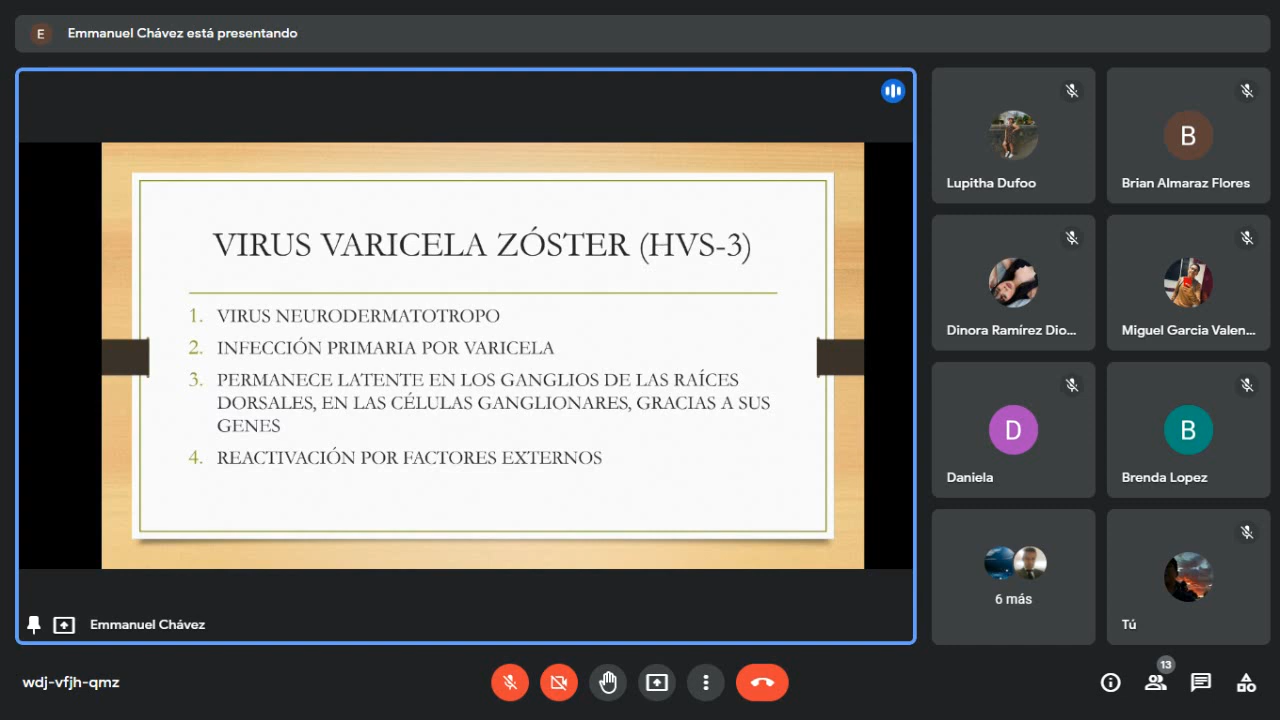 E
Emmanuel Chávez está presentando
VIRUS VARICELA ZÓSTER (HVS-3)
1. VIRUS NEURODERMATOTROPO
2. INFECCIÓN PRIMARIA POR VARICELA
3. PERMANECE LATENTE EN LOS GANGLIOS DE LAS RAÍCES
DORSALES, EN LAS CÉLULAS GANGLIONARES, GRACIAS A SUS
GENES
4. REACTIVACIÓN POR FACTORES EXTERNOS
Emmanuel Chávez
Lupitha Dufoo
B
Brian Almaraz Flores
Dinora Ramírez Dio...
Miguel Garcia Valen...
D
Daniela
B
Brenda Lopez
6 más
Tú
wdj-vfjh-qmz
13